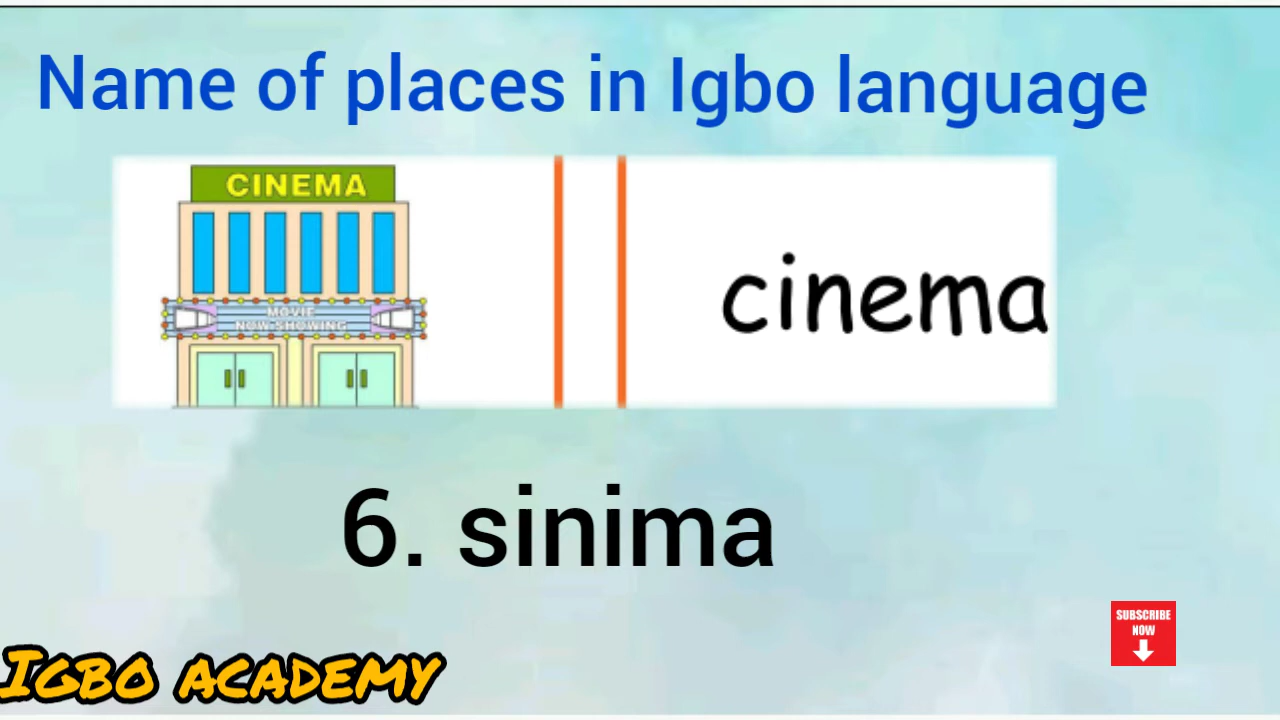 Name of places in Igbo language
CINEMA
MOVIE
NOW SHOWING
cinema
6. sinima
SUBSCRIBE
NOW
IGBO ACADEMY